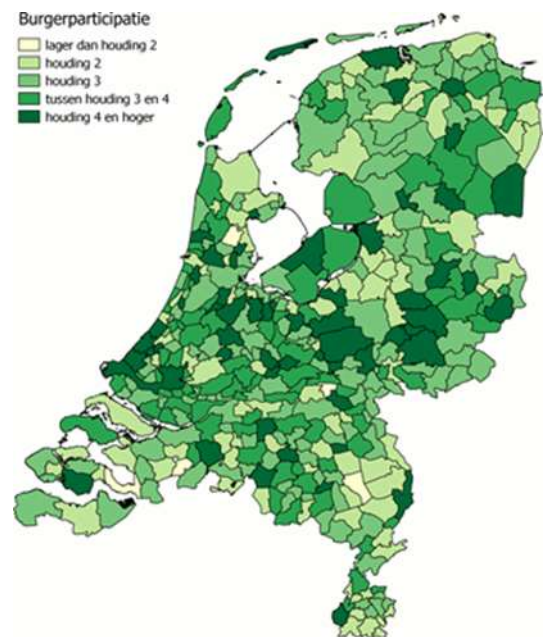 Burgerparticipatie
lager dan houding 2
houding 2
houding 3
tussen houding 3 en 4
houding 4 en hoger